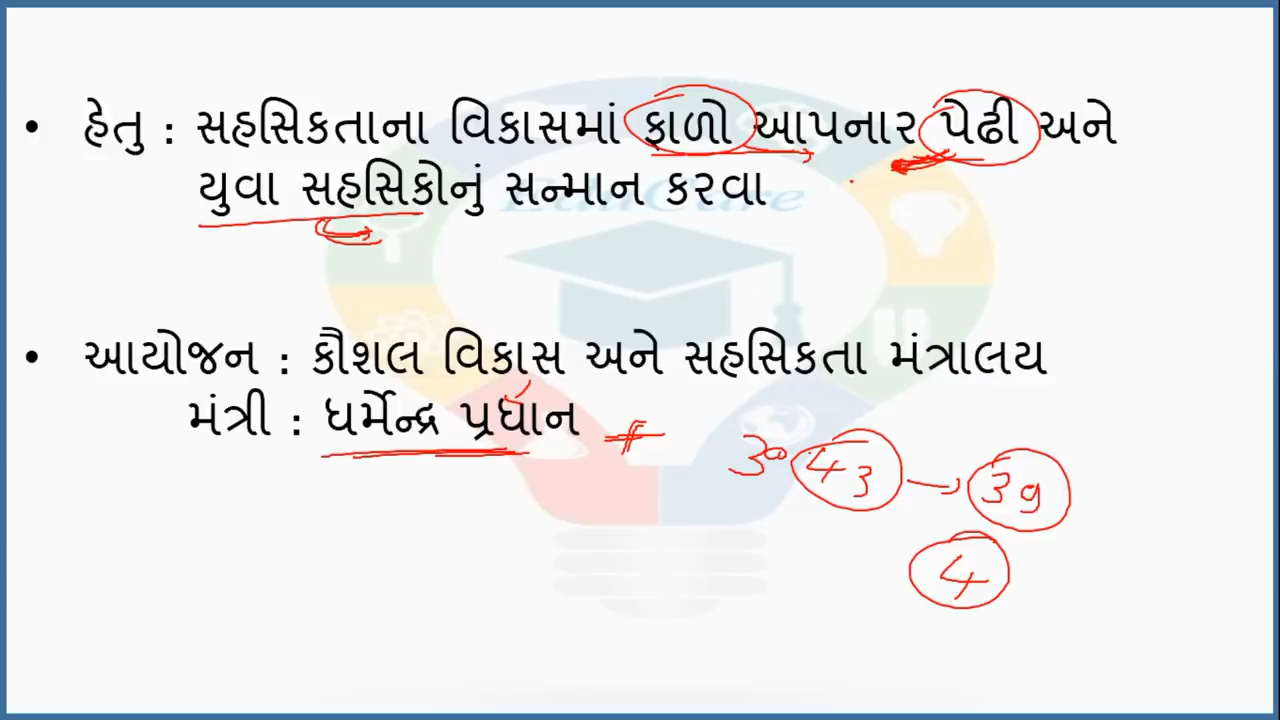 • હેતુ : સહસિકતાના વિકાસમાં ફાળો આપનાર પેઢી અને
યુવા સહસિકોનું સન્માન કરવા
EduCure
• આયોજન : કૌશલ વિકાસ અને સહસિકતા મંત્રાલય
મંત્રી : ધર્મેન્દ્ર પ્રધાન
43 39
4